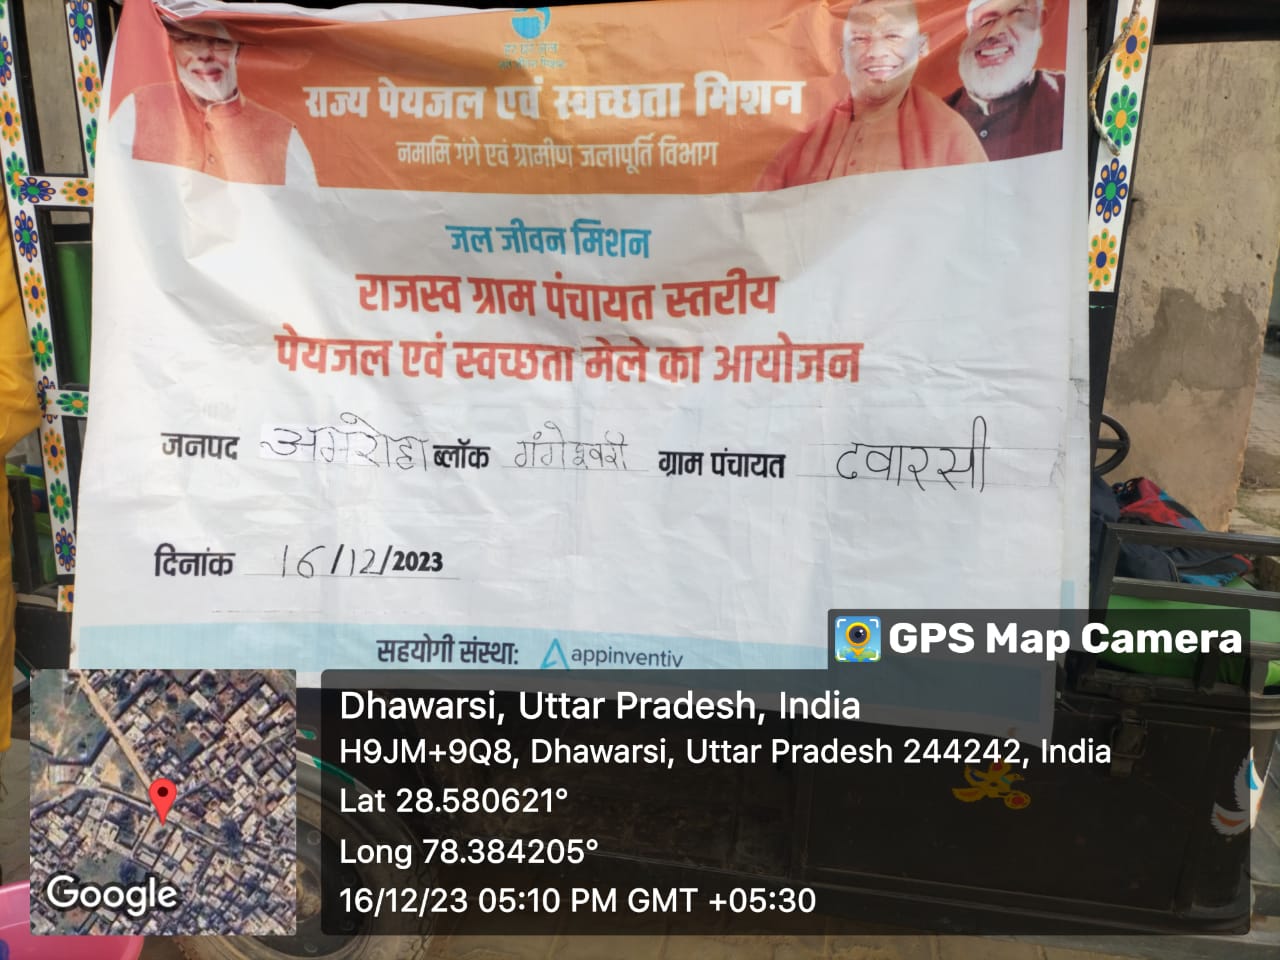 राज्य पेयजल एवं स्वच्छता मिशन
नमामि गंगे एवं ग्रामीण जलापूर्ति विभाग
जल जीवन मिशन
राजस्व ग्राम पंचायत स्तरीय
पेयजल एवं स्वच्छता मेले का आयोजन
जनपद अमरोहा ब्लॉक गंगेश्वरी ग्राम पंचायत ढवारसी
दिनांक 16/12/2023
सहयोगी संस्था: appinventiv
GPS Map Camera
Dhawarsi, Uttar Pradesh, India
H9JM+9Q8, Dhawarsi, Uttar Pradesh 244242, India
Lat 28.580621°
Long 78.384205°
16/12/23 05:10 PM GMT +05:30
Google